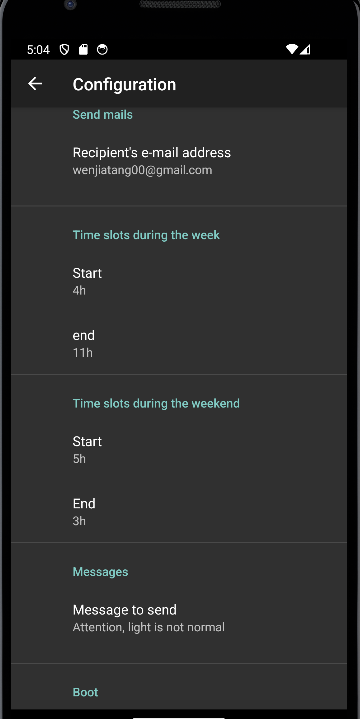 5:04
Configuration
Send mails
Recipient's e-mail address
wenjiatang00@gmail.com
Time slots during the week
Start
4h
end
11h
Time slots during the weekend
Start
5h
End
3h
Messages
Message to send
Attention, light is not normal
Boot